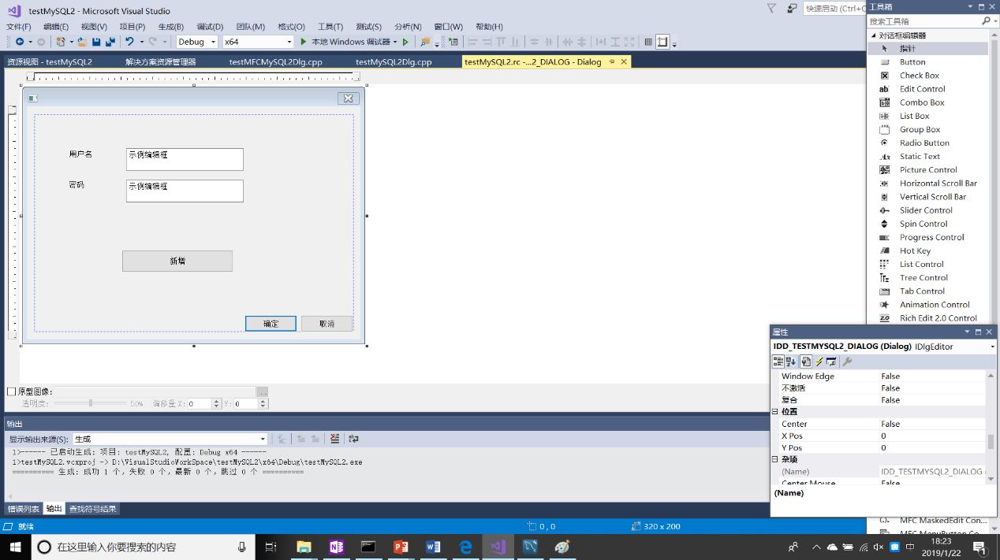 testMySQL2 - Microsoft Visual Studio
快速启动 (Ctrl+C
文件(F) 编辑(E) 视图(V) 项目(P) 生成(B) 调试(D) 团队(M) 格式(O) 工具(T) 测试(S) 分析(N) 窗口(W) 帮助(H)
Debug x64 本地 Windows 调试器
资源视图 - testMySQL2 解决方案资源管理器 testMFCMySQL2Dlg.cpp testMySQL2Dlg.cpp testMySQL2.rc -...2_DIALOG - Dialog
用户名 示例编辑框
密码 示例编辑框
新增
确定 取消
原型图像:
透明度: 50% 偏移量 X: 0 Y: 0
输出
显示输出来源(S): 生成
1>------ 已启动生成: 项目: testMySQL2, 配置: Debug x64 ------
1>testMySQL2.vcxproj -> D:\VisualStudioWorkSpace\testMySQL2\x64\Debug\testMySQL2.exe
========== 生成: 成功 1 个，失败 0 个，最新 0 个，跳过 0 个 ==========
错误列表 输出 查找符号结果
就绪 0 , 0 320 x 200
工具箱
搜索工具箱
对话框编辑器
指针
Button
Check Box
Edit Control
Combo Box
List Box
Group Box
Radio Button
Static Text
Picture Control
Horizontal Scroll Bar
Vertical Scroll Bar
Slider Control
Spin Control
Progress Control
Hot Key
List Control
Tree Control
Tab Control
Animation Control
Rich Edit 2.0 Control
属性
IDD_TESTMYSQL2_DIALOG (Dialog) IDlgEditor
Window Edge False
不激活 False
复合 False
位置
Center False
X Pos 0
Y Pos 0
杂项
(Name) IDD_TESTMYSQL2_DIALOG (
Center Mouse False
(Name)
MFC MaskedEdit Con...
MFC MenuButton Co...
在这里输入你要搜索的内容
中
18:23
2019/1/22
1